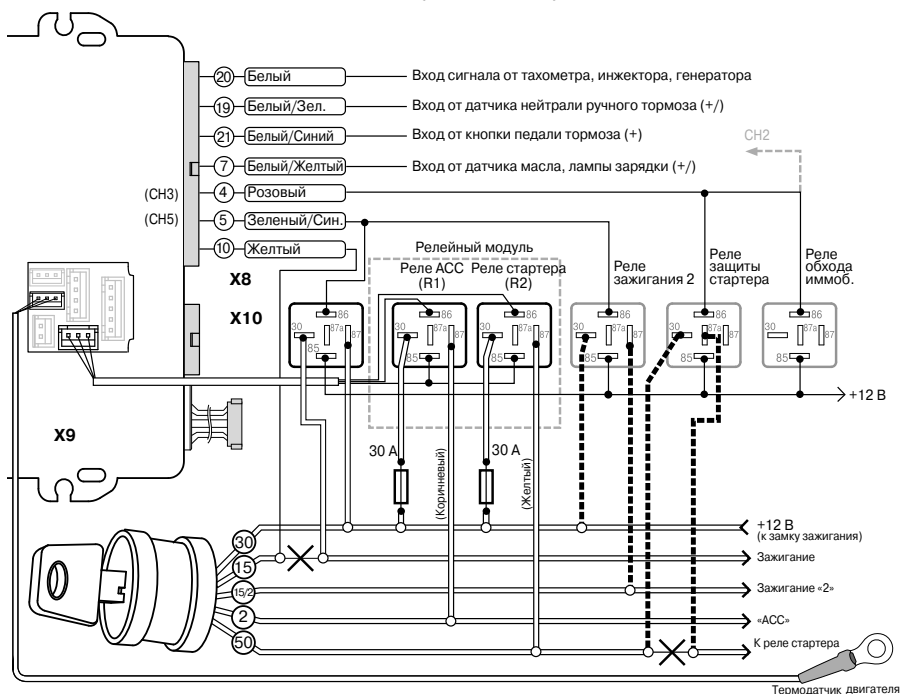 20 Белый Вход сигнала от тахометра, инжектора, генератора
19 Белый/Зел. Вход от датчика нейтрали ручного тормоза (+/)
21 Белый/Синий Вход от кнопки педали тормоза (+)
CH2
7 Белый/Желтый Вход от датчика масла, лампы зарядки (+/)
(CH3) 4 Розовый
(CH5) 5 Зеленый/Син.
10 Желтый
Релейный модуль
Реле ACC
(R1)
Реле стартера
(R2)
Реле
зажигания 2
Реле
защиты
стартера
Реле
обхода
иммоб.
X8
X10
86 86 86 86 86 86
30 87a 87 30 87a 87 30 87a 87 30 87a 87 30 87a 87 30 87a 87
85 85 85 85 85 85
+12 В
X9
30 А
(Коричневый)
30 А
(Желтый)
30
+12 В
(к замку зажигания)
15
Зажигание
15/2
Зажигание «2»
2
«ACC»
50
К реле стартера
Термодатчик двигателя